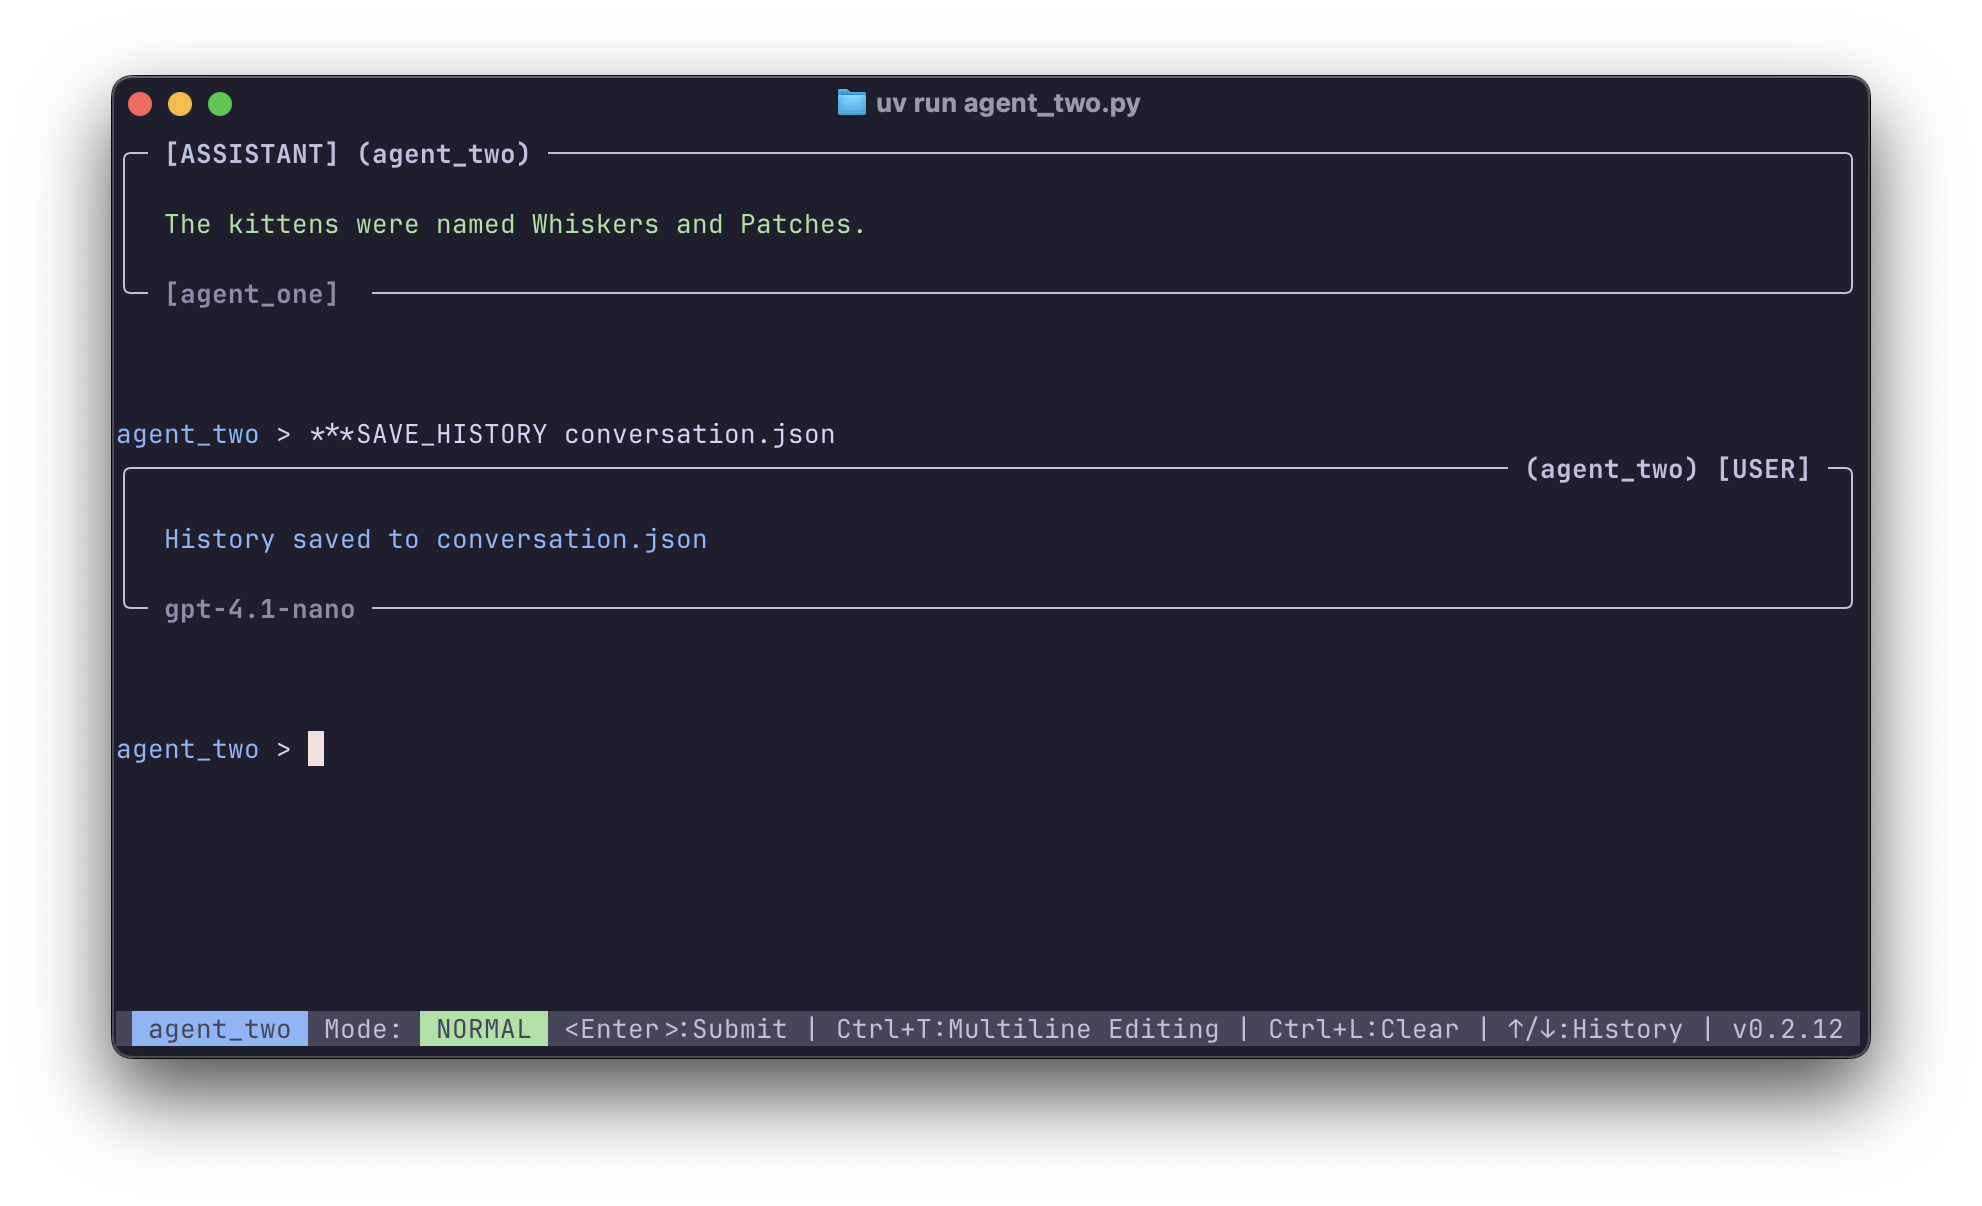 uv run agent_two.py
[ASSISTANT] (agent_two)
The kittens were named Whiskers and Patches.
[agent_one]
agent_two > ***SAVE_HISTORY conversation.json
(agent_two) [USER]
History saved to conversation.json
gpt-4.1-nano
agent_two >
agent_two Mode: NORMAL <Enter>:Submit | Ctrl+T:Multiline Editing | Ctrl+L:Clear | ↑/↓:History | v0.2.12